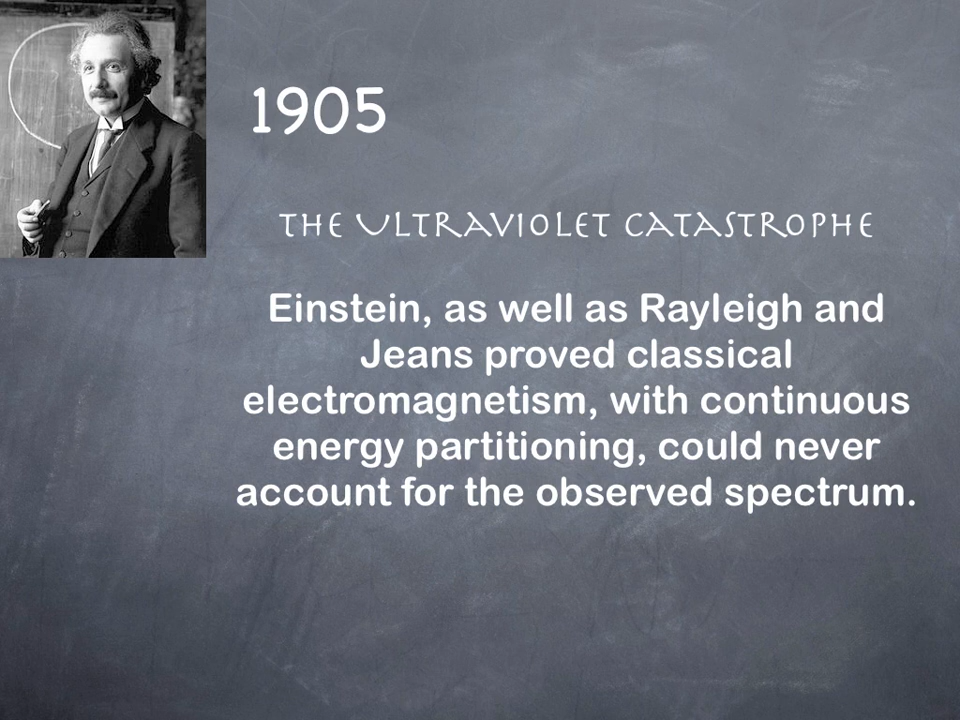 1905
The Ultraviolet Catastrophe
Einstein, as well as Rayleigh and
Jeans proved classical
electromagnetism, with continuous
energy partitioning, could never
account for the observed spectrum.